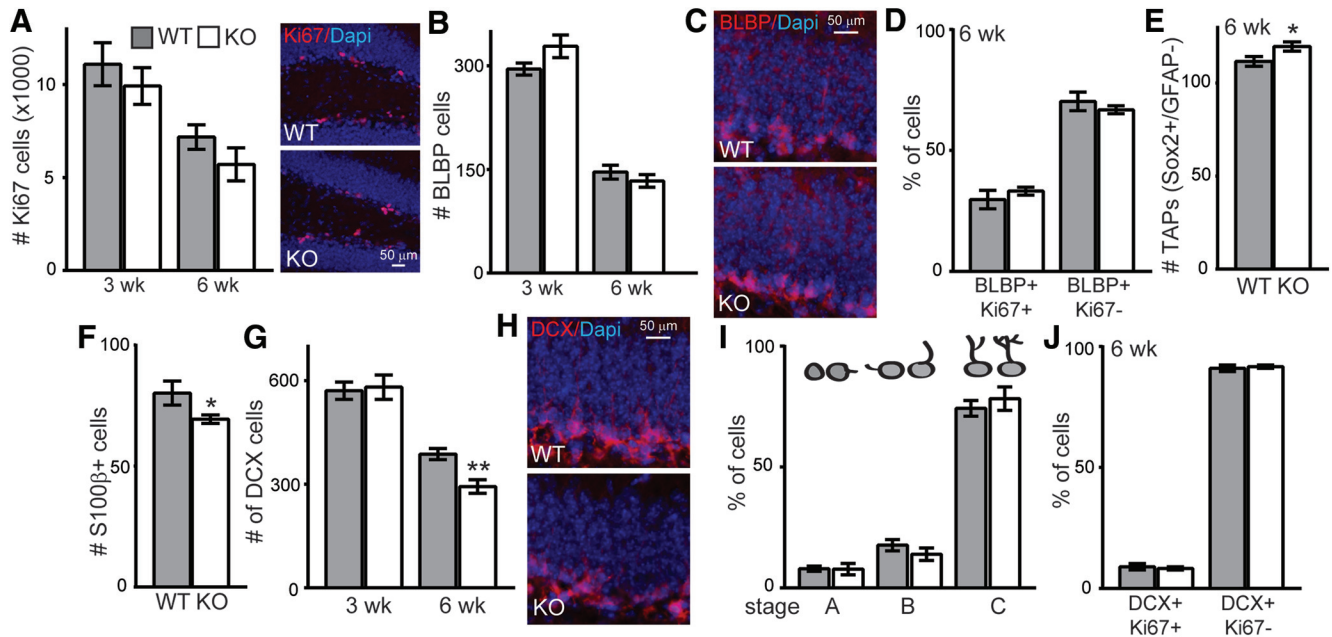 A
WT KO
# Ki67 cells (x1000)
10
5
0
3 wk 6 wk
Ki67/Dapi
WT
KO
50 μm
B
# BLBP cells
300
150
0
3 wk 6 wk
C
BLBP/Dapi
50 μm
WT
KO
D
6 wk
% of cells
100
50
0
BLBP+ BLBP+
Ki67+ Ki67-
E
6 wk
*
# TAPs (Sox2+/GFAP-)
100
50
0
WT KO
F
# S100β+ cells
100
50
0
*
WT KO
G
# of DCX cells
600
300
0
**
3 wk 6 wk
H
DCX/Dapi
50 μm
WT
KO
I
% of cells
100
50
0
stage A B C
J
6 wk
% of cells
100
50
0
DCX+ DCX+
Ki67+ Ki67-